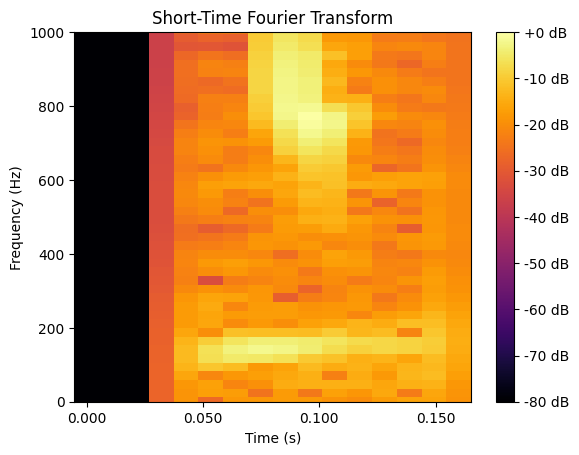 Short-Time Fourier Transform
1000
800
600
400
200
0
Frequency (Hz)
0.000
0.050
0.100
0.150
Time (s)
+0 dB
-10 dB
-20 dB
-30 dB
-40 dB
-50 dB
-60 dB
-70 dB
-80 dB